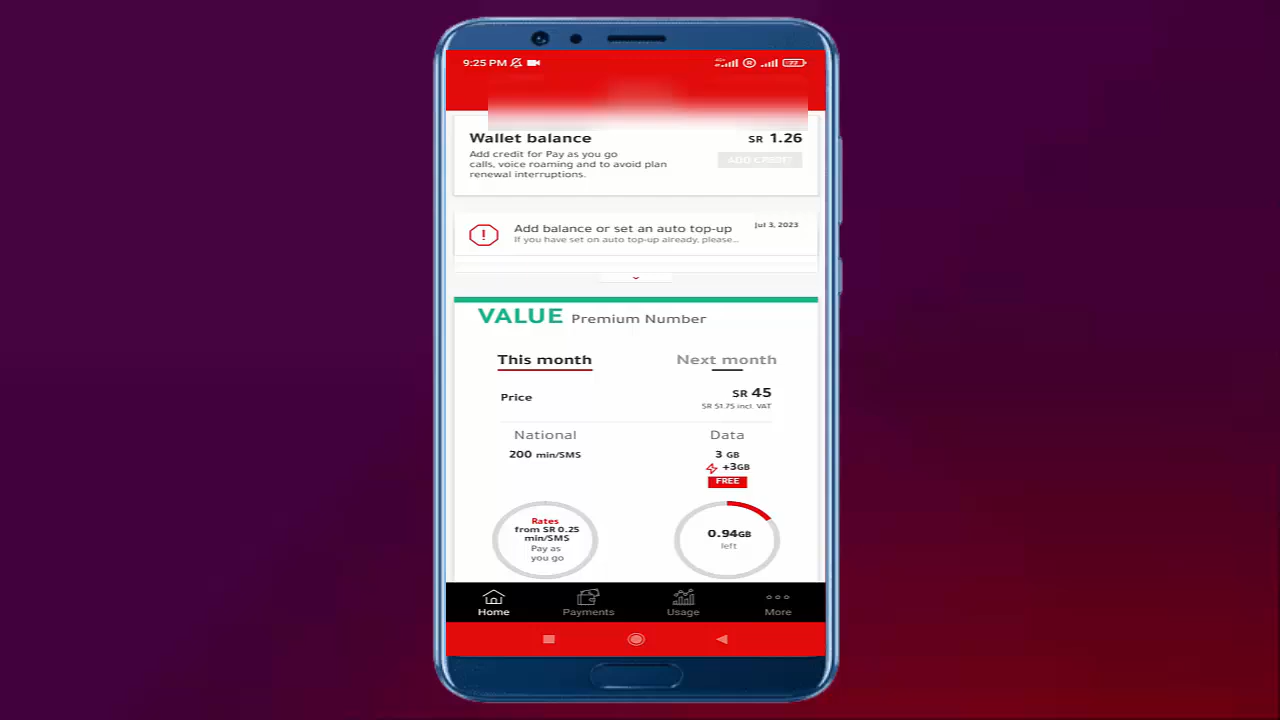 9:25 PM
77
Wallet balance
SR 1.26
Add credit for Pay as you go
calls, voice roaming and to avoid plan
renewal interruptions.
ADD CREDIT
Add balance or set an auto top-up
Jul 3, 2023
If you have set on auto top-up already, please...
VALUE Premium Number
This month
Next month
Price
SR 45
SR 51.75 incl. VAT
National
Data
200 min/SMS
3 GB
+3GB
FREE
Rates
from SR 0.25
min/SMS
Pay as
you go
0.94GB
left
Home
Payments
Usage
More